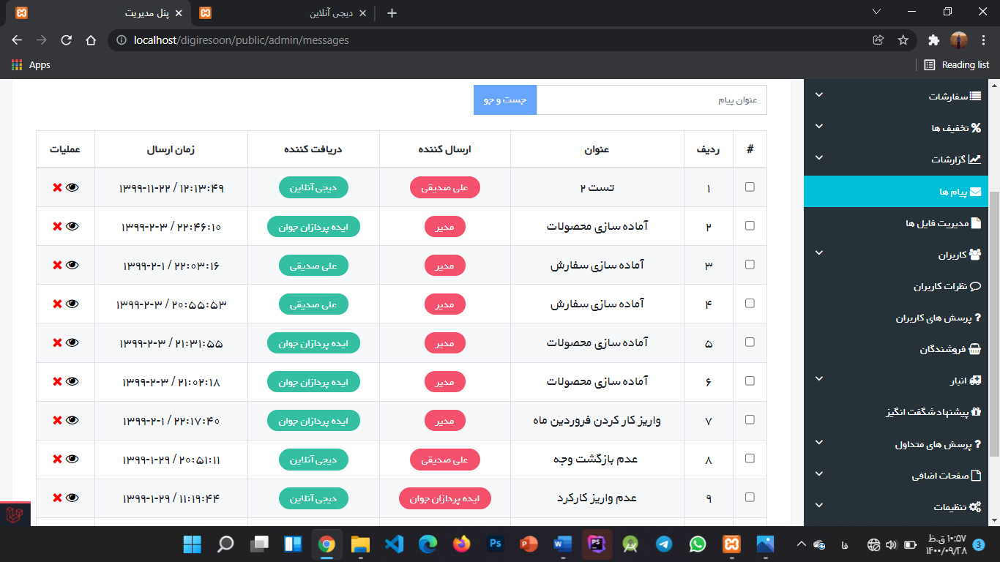 پنل مدیریت
دیجی آنلاین
localhost/digiresoon/public/admin/messages
Apps
Reading list
عنوان پیام
جست و جو
# ردیف عنوان ارسال کننده دریافت کننده زمان ارسال عملیات
۱ تست ۲ علی صدیقی دیجی آنلاین ۱۳۹۹-۱۱-۲۲ / ۱۲:۱۳:۴۹
۲ آماده سازی محصولات مدیر ایده پردازان جوان ۱۳۹۹-۲-۳ / ۲۲:۴۶:۱۰
۳ آماده سازی سفارش مدیر علی صدیقی ۱۳۹۹-۲-۱ / ۲۲:۰۳:۱۶
۴ آماده سازی سفارش مدیر علی صدیقی ۱۳۹۹-۲-۳ / ۲۰:۵۵:۵۳
۵ آماده سازی محصولات مدیر ایده پردازان جوان ۱۳۹۹-۲-۳ / ۲۱:۳۱:۵۵
۶ آماده سازی محصولات مدیر ایده پردازان جوان ۱۳۹۹-۲-۳ / ۲۱:۰۲:۱۸
۷ واریز کار کردن فروردین ماه مدیر ایده پردازان جوان ۱۳۹۹-۲-۱ / ۲۲:۱۷:۴۰
۸ عدم بازگشت وجه علی صدیقی دیجی آنلاین ۱۳۹۹-۱-۲۹ / ۲۰:۵۱:۱۱
۹ عدم واریز کارکرد ایده پردازان جوان دیجی آنلاین ۱۳۹۹-۱-۲۹ / ۱۱:۱۹:۴۴
سفارشات
تخفیف ها
گزارشات
پیام ها
مدیریت فایل ها
کاربران
نظرات کاربران
پرسش های کاربران
فروشندگان
انبار
پیشنهاد شگفت انگیز
پرسش های متداول
صفحات اضافی
تنظیمات
Ps
فا
۱۰:۵۷ ق.ظ
۱۴۰۰/۰۹/۲۸
3